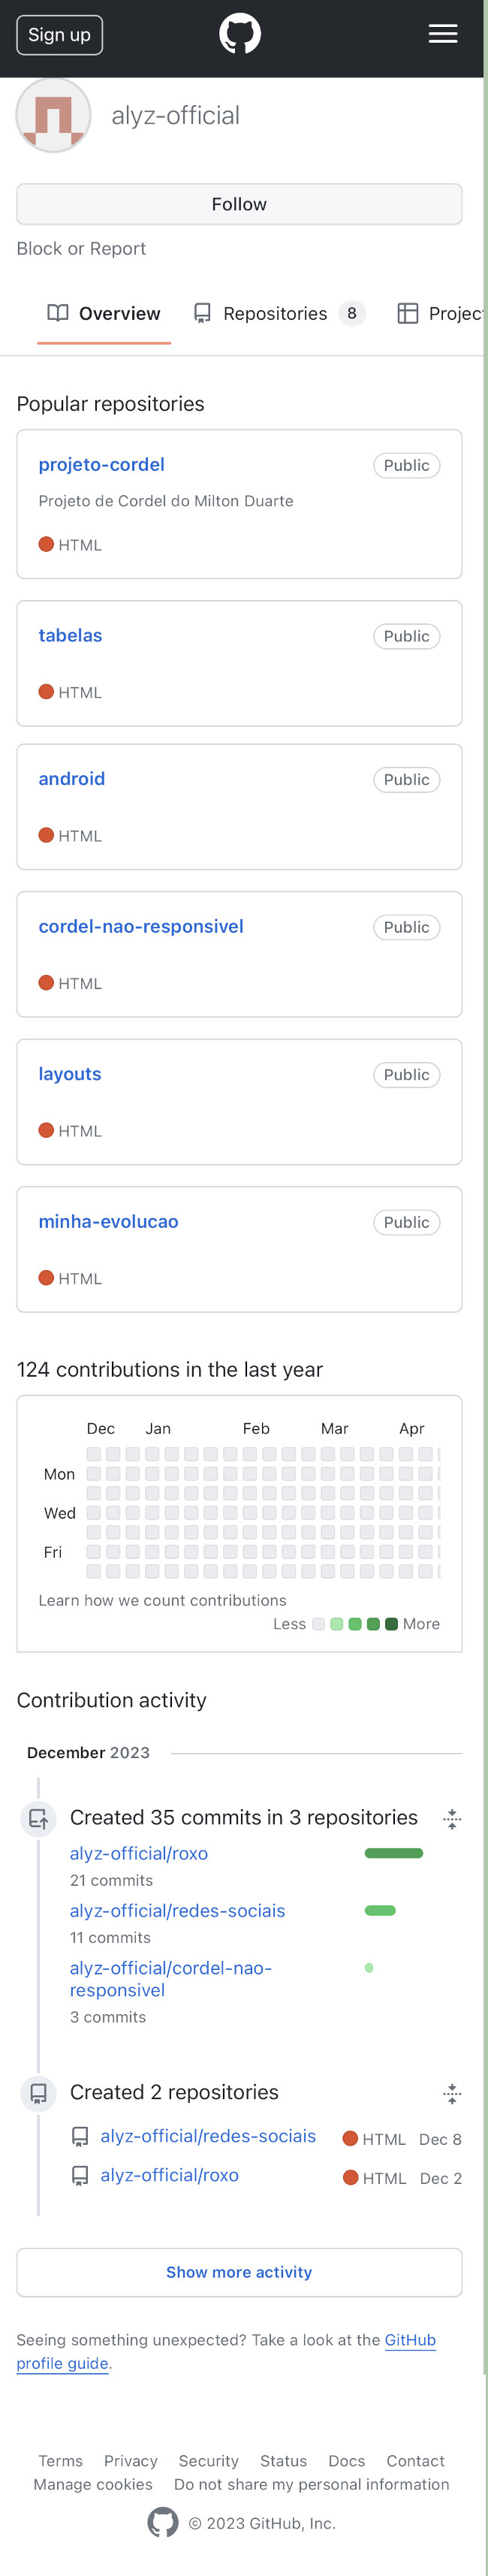 Sign up
alyz-official
Follow
Block or Report
Overview Repositories 8 Projec
Popular repositories
projeto-cordel Public
Projeto de Cordel do Milton Duarte
HTML
tabelas Public
HTML
android Public
HTML
cordel-nao-responsivel Public
HTML
layouts Public
HTML
minha-evolucao Public
HTML
124 contributions in the last year
Dec Jan Feb Mar Apr
Mon
Wed
Fri
Learn how we count contributions
Less More
Contribution activity
December 2023
Created 35 commits in 3 repositories
alyz-official/roxo
21 commits
alyz-official/redes-sociais
11 commits
alyz-official/cordel-nao-
responsivel
3 commits
Created 2 repositories
alyz-official/redes-sociais HTML Dec 8
alyz-official/roxo HTML Dec 2
Show more activity
Seeing something unexpected? Take a look at the GitHub
profile guide.
Terms Privacy Security Status Docs Contact
Manage cookies Do not share my personal information
© 2023 GitHub, Inc.